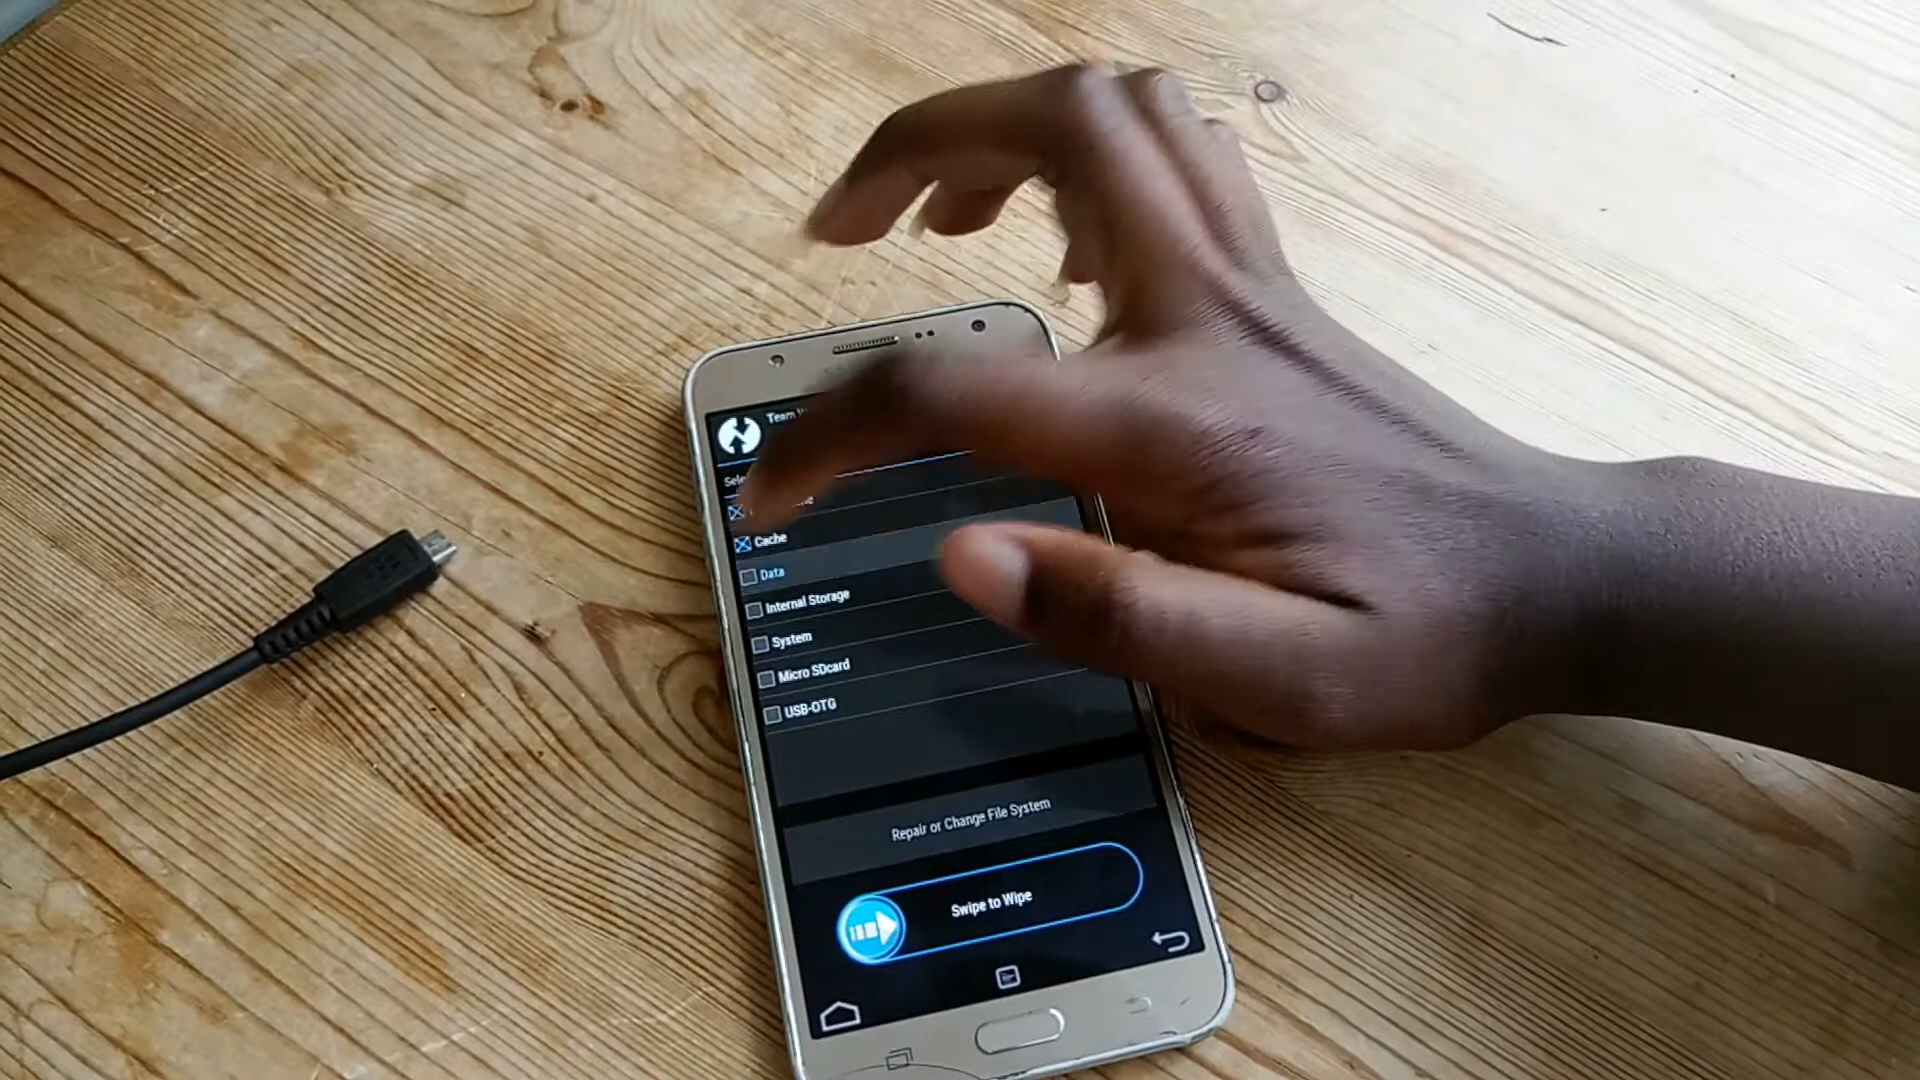 Team
Cache
Data
Internal Storage
System
Micro SDcard
USB-OTG
Repair or Change File System
Swipe to Wipe